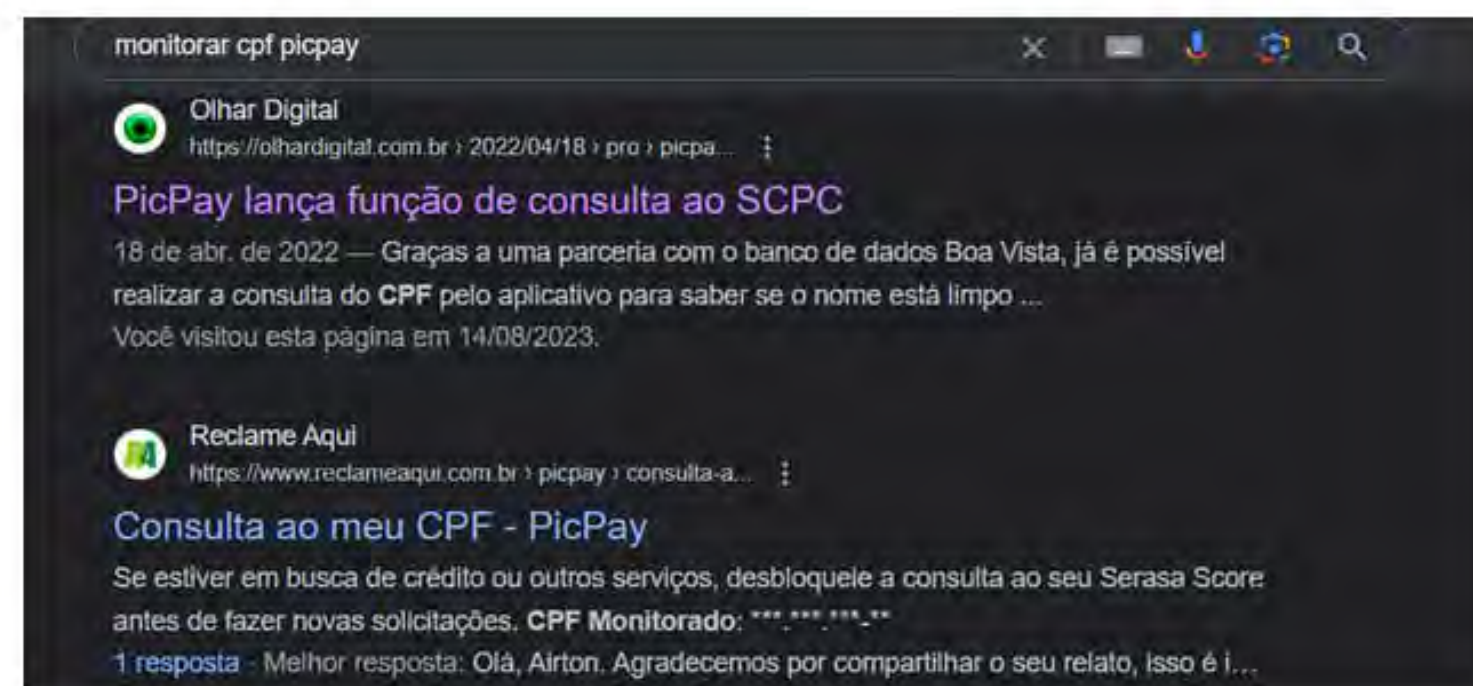 monitorar cpf picpay
Olhar Digital
https://olhardigital.com.br › 2022/04/18 › pro › picpa...
PicPay lança função de consulta ao SCPC
18 de abr. de 2022 — Graças a uma parceria com o banco de dados Boa Vista, já é possível
realizar a consulta do CPF pelo aplicativo para saber se o nome está limpo ...
Você visitou esta página em 14/08/2023.
Reclame Aqui
https://www.reclameaqui.com.br › picpay › consulta-a...
Consulta ao meu CPF - PicPay
Se estiver em busca de crédito ou outros serviços, desbloqueie a consulta ao seu Serasa Score
antes de fazer novas solicitações. CPF Monitorado: ***.***.***-**
1 resposta · Melhor resposta: Olá, Airton. Agradecemos por compartilhar o seu relato, isso é i...